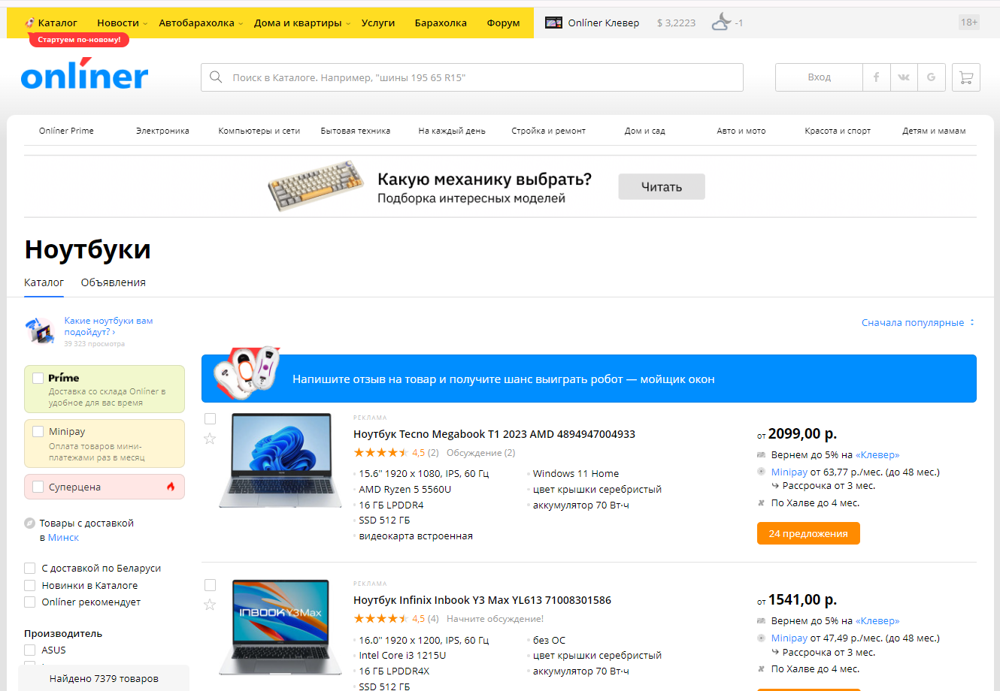 Каталог
Новости
Автобарахолка
Дома и квартиры
Услуги
Барахолка
Форум
Onlíner Клевер
$ 3,2223
-1
18+
Стартуем по-новому!
onlíner
Поиск в Каталоге. Например, "шины 195 65 R15"
Вход
Onlíner Prime
Электроника
Компьютеры и сети
Бытовая техника
На каждый день
Стройка и ремонт
Дом и сад
Авто и мото
Красота и спорт
Детям и мамам
Какую механику выбрать?
Подборка интересных моделей
Читать
Ноутбуки
Каталог
Объявления
Какие ноутбуки вам
подойдут? ›
39 323 просмотра
Сначала популярные
Príme
Доставка со склада Onlíner в
удобное для вас время
Minipay
Оплата товаров мини-
платежами раз в месяц
Суперцена
Товары с доставкой
в Минск
С доставкой по Беларуси
Новинки в Каталоге
Onlíner рекомендует
Производитель
ASUS
Найдено 7379 товаров
Напишите отзыв на товар и получите шанс выиграть робот — мойщик окон
РЕКЛАМА
Ноутбук Tecno Megabook T1 2023 AMD 4894947004933
4,5 (2)
Обсуждение (2)
15.6" 1920 x 1080, IPS, 60 Гц
AMD Ryzen 5 5560U
16 ГБ LPDDR4
SSD 512 ГБ
видеокарта встроенная
Windows 11 Home
цвет крышки серебристый
аккумулятор 70 Вт·ч
от 2099,00 р.
Вернем до 5% на «Клевер»
Minipay от 63,77 р./мес. (до 48 мес.)
↪ Рассрочка от 3 мес.
По Халве до 4 мес.
24 предложения
РЕКЛАМА
INBOOK Y3 Max
Ноутбук Infinix Inbook Y3 Max YL613 71008301586
4,5 (4)
Начните обсуждение!
16.0" 1920 x 1200, IPS, 60 Гц
Intel Core i3 1215U
16 ГБ LPDDR4X
SSD 512 ГБ
без ОС
цвет крышки серебристый
аккумулятор 70 Вт·ч
от 1541,00 р.
Вернем до 5% на «Клевер»
Minipay от 47,49 р./мес. (до 48 мес.)
↪ Рассрочка от 3 мес.
По Халве до 4 мес.